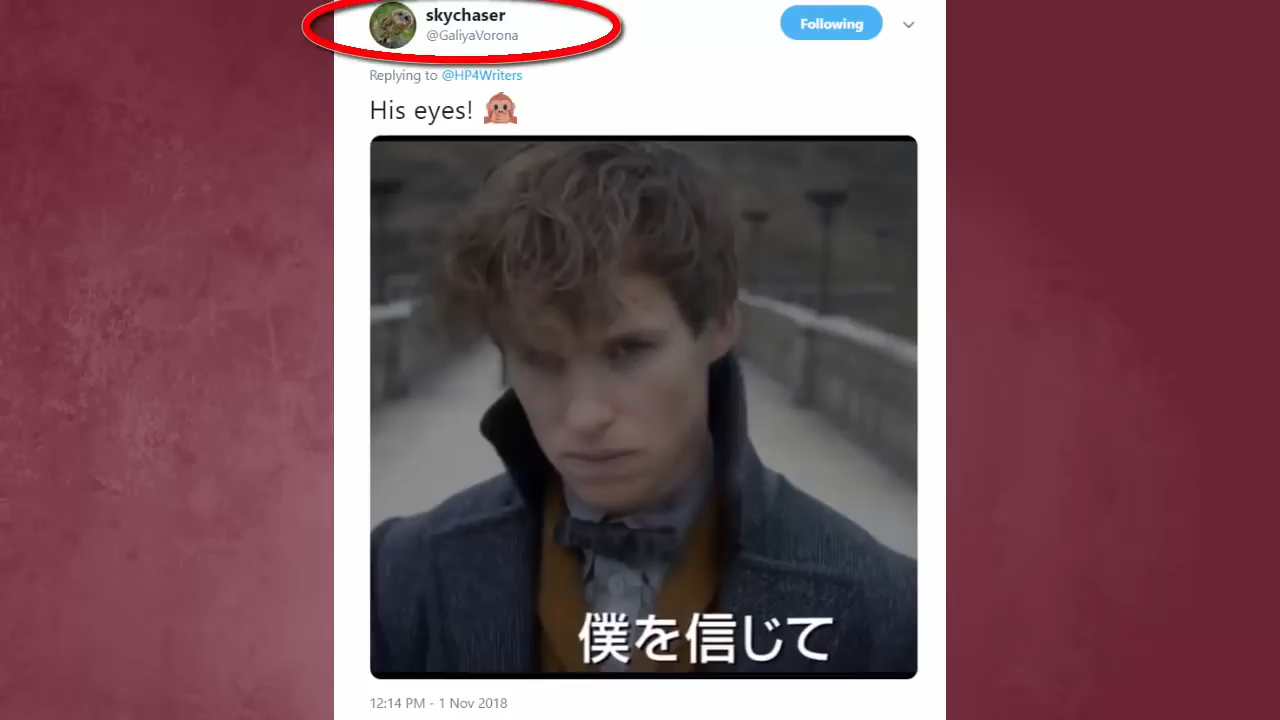 skychaser
@GaliyaVorona
Following
Replying to @HP4Writers
His eyes! 🙊
僕を信じて
12:14 PM - 1 Nov 2018